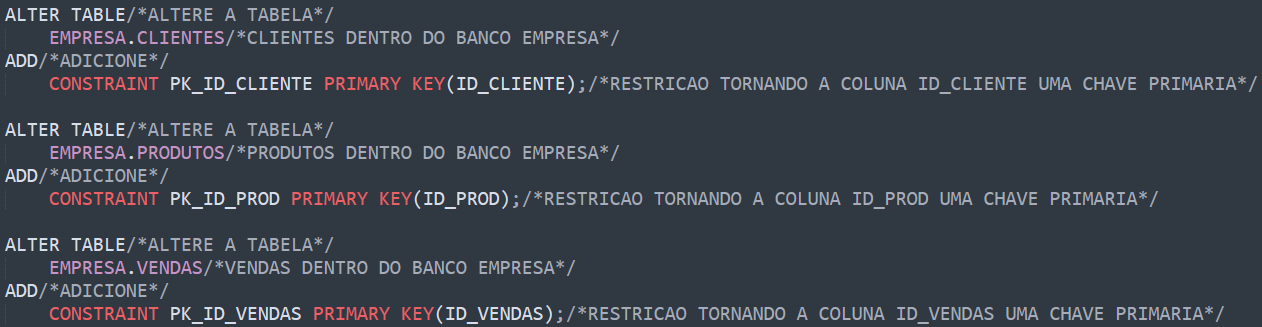 ALTER TABLE/*ALTERE A TABELA*/
EMPRESA.CLIENTES/*CLIENTES DENTRO DO BANCO EMPRESA*/
ADD/*ADICIONE*/
CONSTRAINT PK_ID_CLIENTE PRIMARY KEY(ID_CLIENTE);/*RESTRICAO TORNANDO A COLUNA ID_CLIENTE UMA CHAVE PRIMARIA*/
ALTER TABLE/*ALTERE A TABELA*/
EMPRESA.PRODUTOS/*PRODUTOS DENTRO DO BANCO EMPRESA*/
ADD/*ADICIONE*/
CONSTRAINT PK_ID_PROD PRIMARY KEY(ID_PROD);/*RESTRICAO TORNANDO A COLUNA ID_PROD UMA CHAVE PRIMARIA*/
ALTER TABLE/*ALTERE A TABELA*/
EMPRESA.VENDAS/*VENDAS DENTRO DO BANCO EMPRESA*/
ADD/*ADICIONE*/
CONSTRAINT PK_ID_VENDAS PRIMARY KEY(ID_VENDAS);/*RESTRICAO TORNANDO A COLUNA ID_VENDAS UMA CHAVE PRIMARIA*/